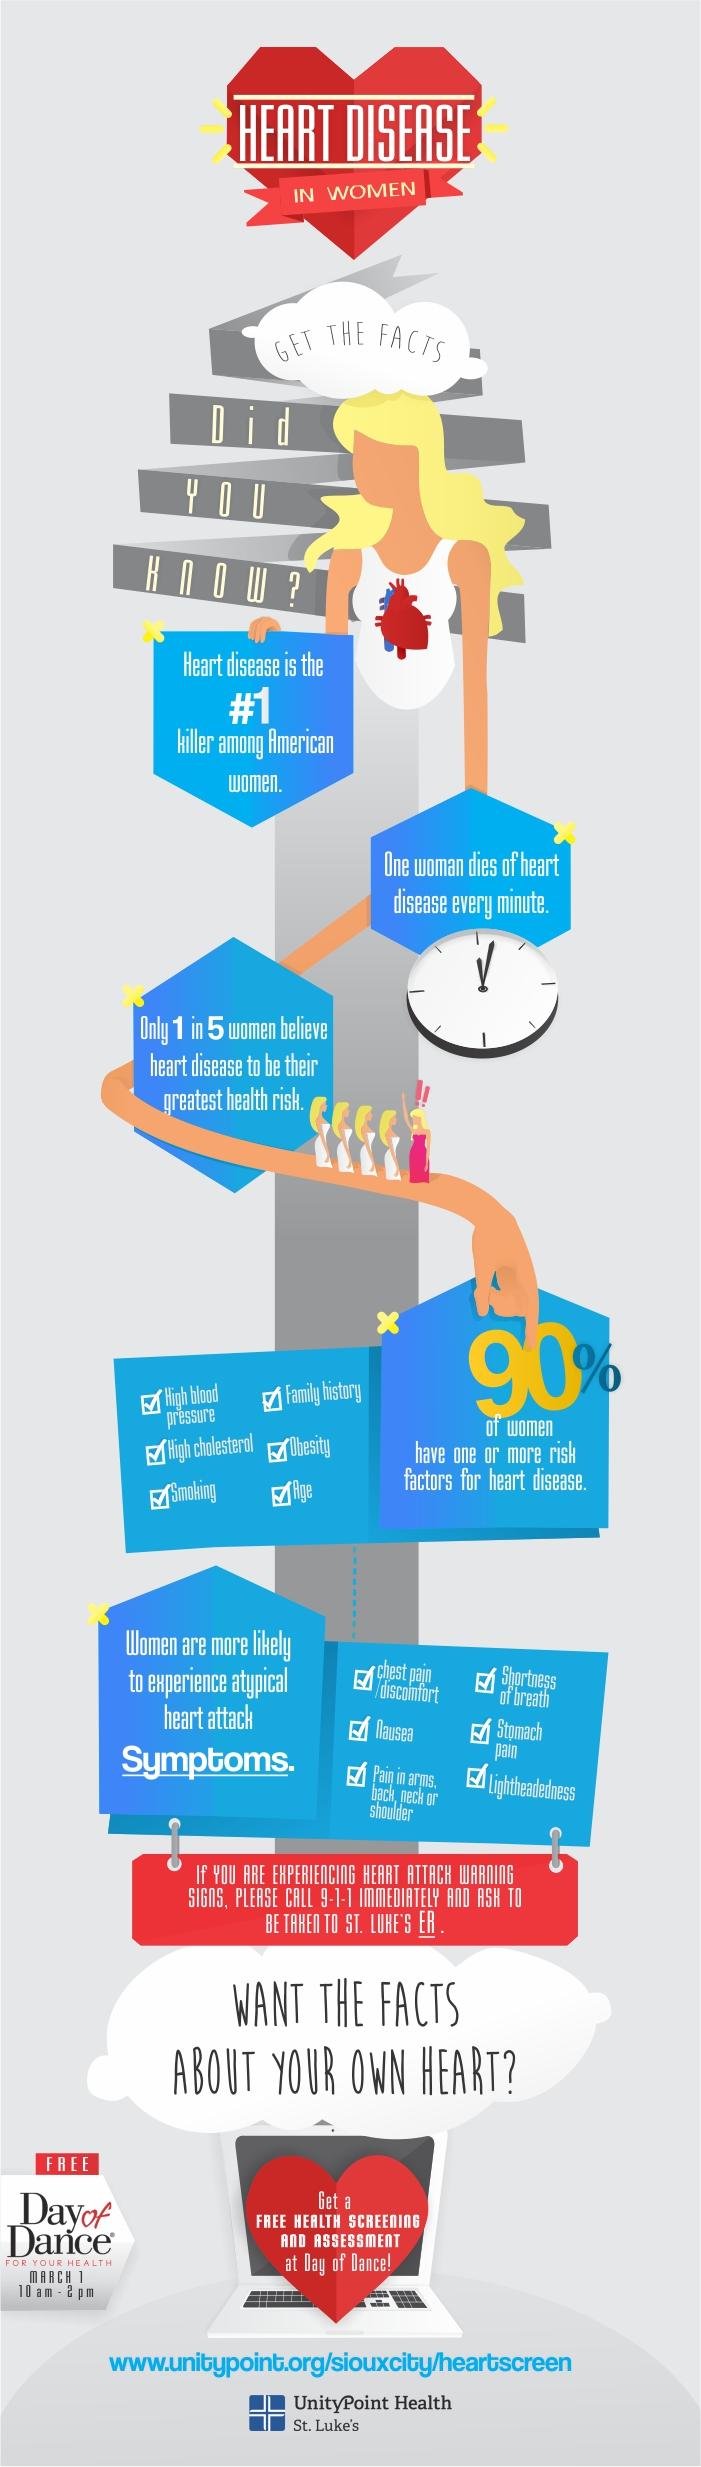 HEART DISEASE
IN WOMEN
GET THE FACTS
Did
YOU
KNOW?
Heart disease is the
#1
killer among American
women.
One woman dies of heart
disease every minute.
Only 1 in 5 women believe
heart disease to be their
greatest health risk.
!!
90%
of women
have one or more risk
factors for heart disease.
High blood
pressure
High cholesterol
Smoking
Family history
Obesity
Age
Women are more likely
to experience atypical
heart attack
Symptoms.
chest pain
/discomfort
Nausea
Pain in arms,
back, neck or
shoulder
Shortness
of breath
Stomach
pain
Lightheadedness
If YOU ARE EXPERIENCING HEART ATTACK WARNING
SIGNS, PLEASE CALL 9-1-1 IMMEDIATELY AND ASK TO
BE TAKEN TO ST. LUKE'S ER.
WANT THE FACTS
ABOUT YOUR OWN HEART?
FREE
Day of
Dance®
FOR YOUR HEALTH
MARCH 1
10 am - 2 pm
Get a
FREE HEALTH SCREENING
AND ASSESSMENT
at Day of Dance!
www.unitypoint.org/siouxcity/heartscreen
UnityPoint Health
St. Luke's